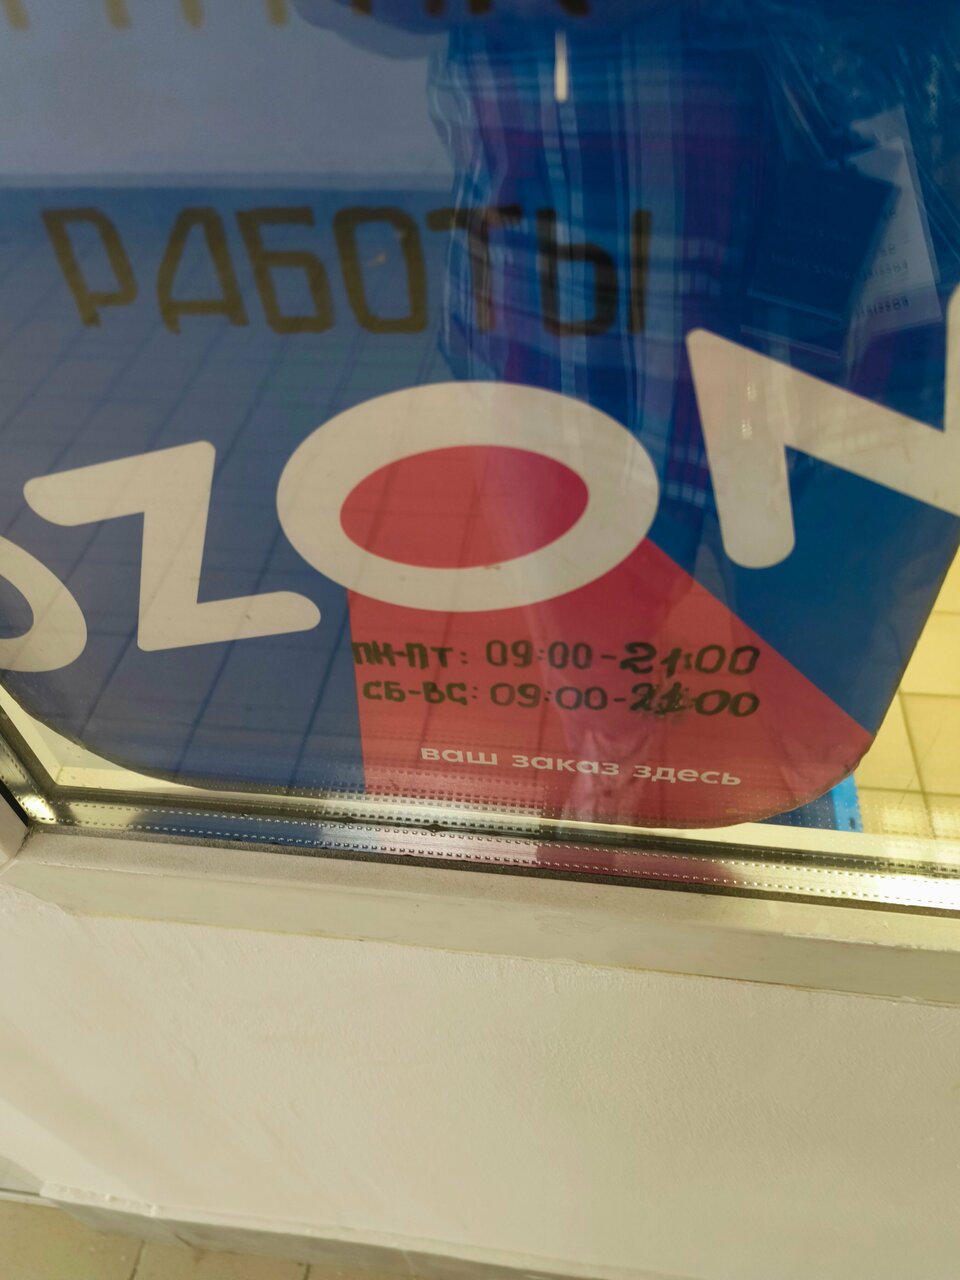 РАБОТЫ
OZON
ПН-ПТ: 09:00-21:00
СБ-ВС: 09:00-21:00
ваш заказ здесь